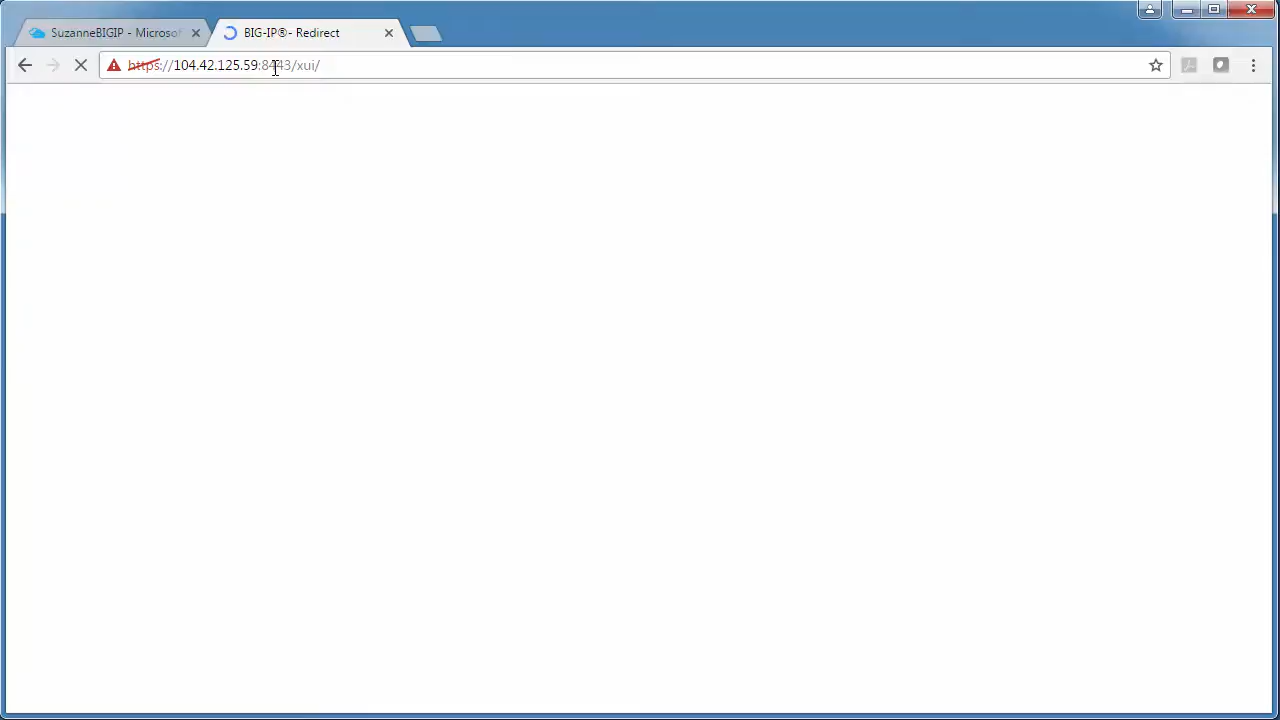 SuzanneBIGIP - Microsof
BIG-IP®- Redirect
https://104.42.125.59:8443/xui/